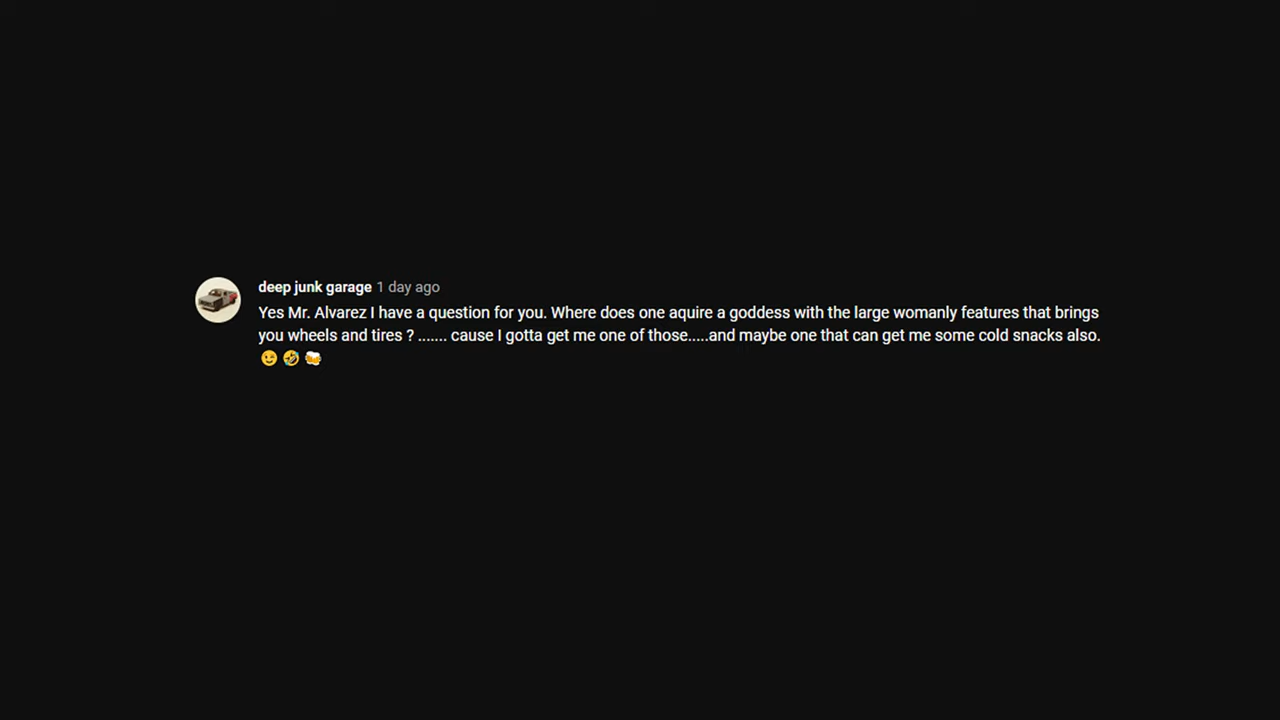 deep junk garage 1 day ago
Yes Mr. Alvarez I have a question for you. Where does one aquire a goddess with the large womanly features that brings
you wheels and tires ? ....... cause I gotta get me one of those.....and maybe one that can get me some cold snacks also.
😉 🤣 🍻